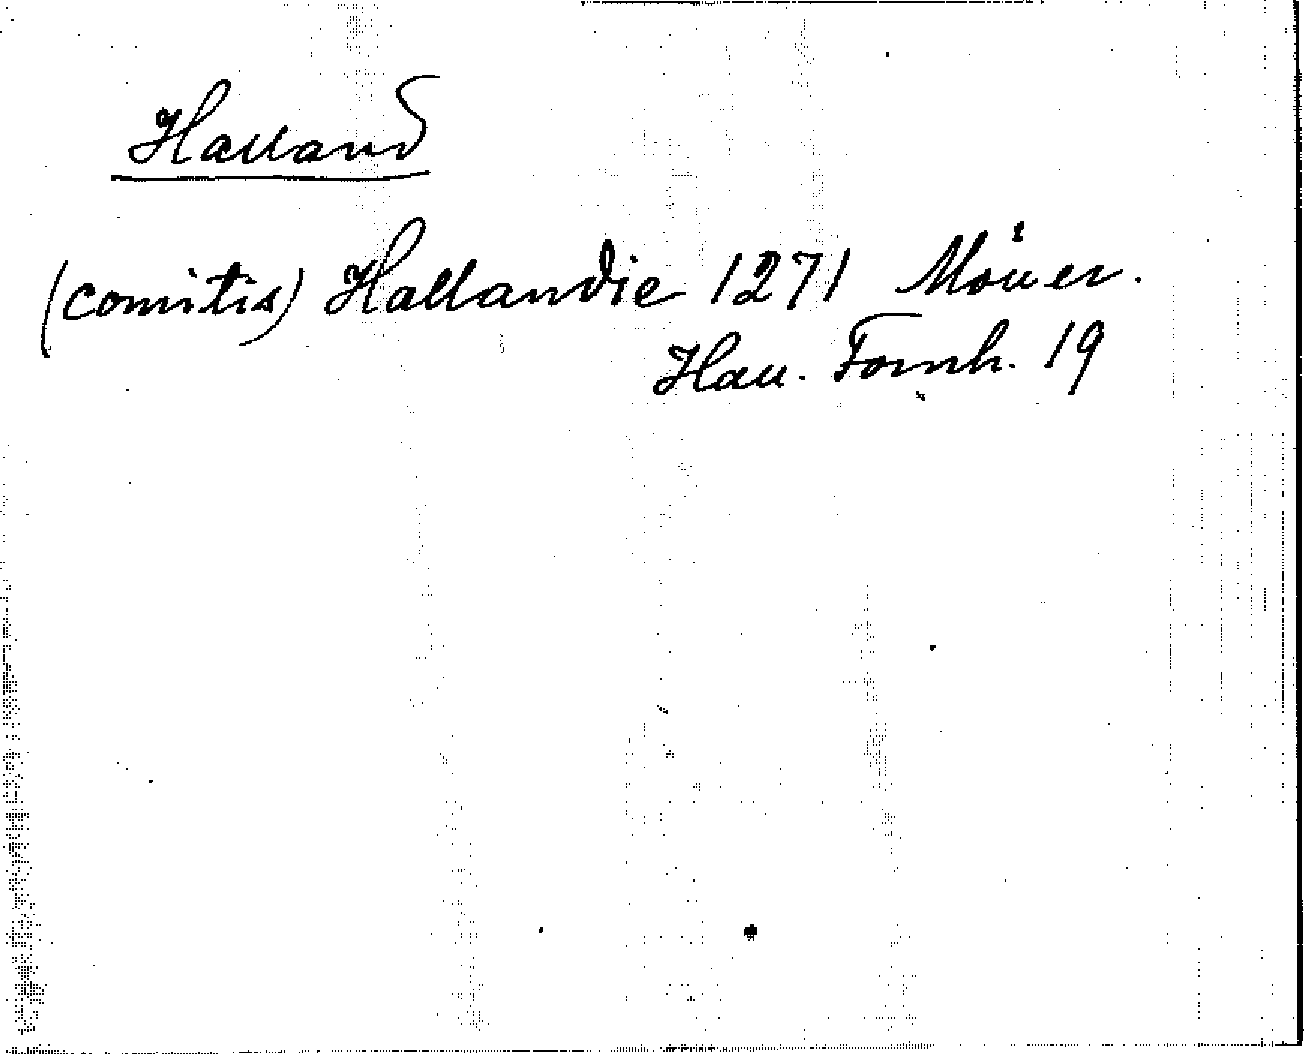 Halland
(comitis) Hallandie 1271 Möller.
Hall. Fornh. 19